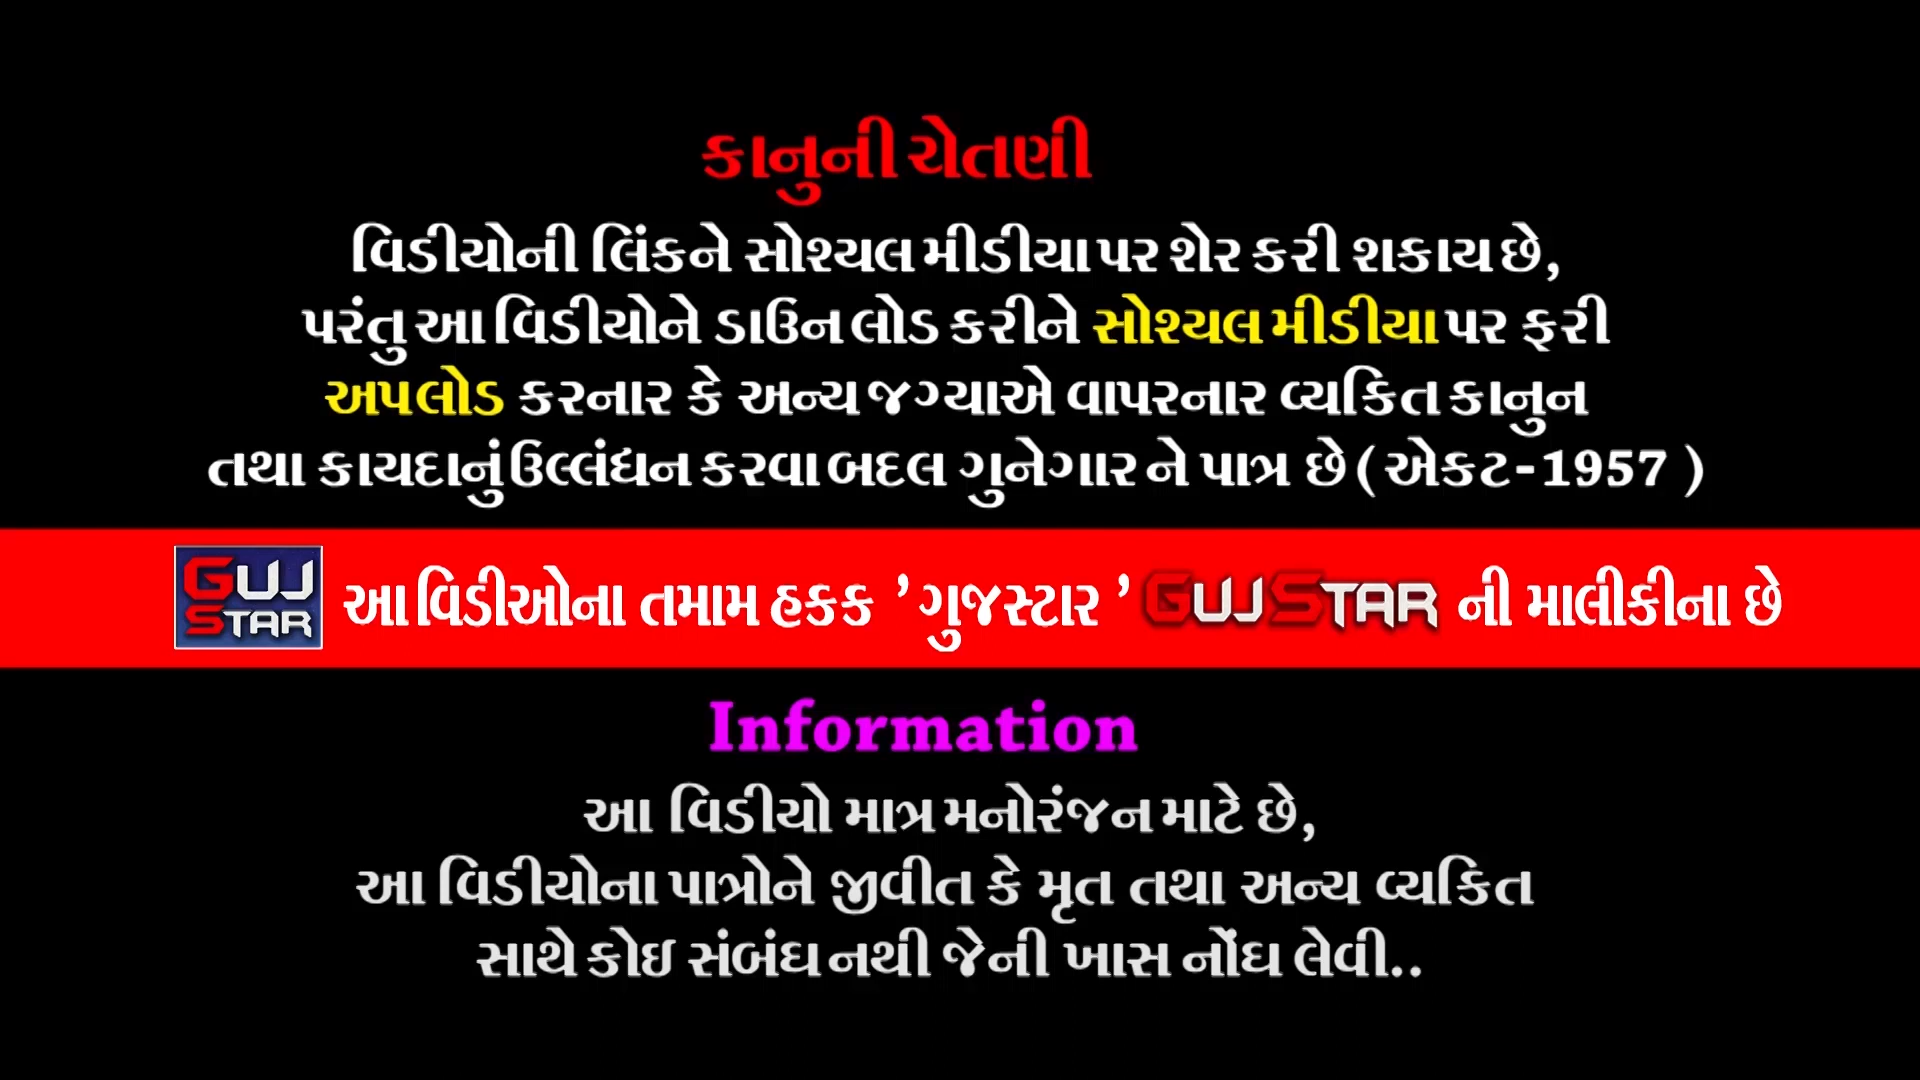 કાનુની ચેતણી
વિડીયોની લિંકને સોશ્યલ મીડીયા પર શેર કરી શકાય છે,
પરંતુ આ વિડીયોને ડાઉન લોડ કરીને સોશ્યલ મીડીયા પર ફરી
અપલોડ કરનાર કે અન્ય જગ્યાએ વાપરનાર વ્યકિત કાનુન
તથા કાયદાનું ઉલ્લંઘન કરવા બદલ ગુનેગાર ને પાત્ર છે ( એકટ-1957 )
GUJ STAR આ વિડીઓના તમામ હકક ’ ગુજસ્ટાર ’ GUJ STAR ની માલીકીના છે
Information
આ વિડીયો માત્ર મનોરંજન માટે છે,
આ વિડીયોના પાત્રોને જીવીત કે મૃત તથા અન્ય વ્યકિત
સાથે કોઇ સંબંઘ નથી જેની ખાસ નોંઘ લેવી..